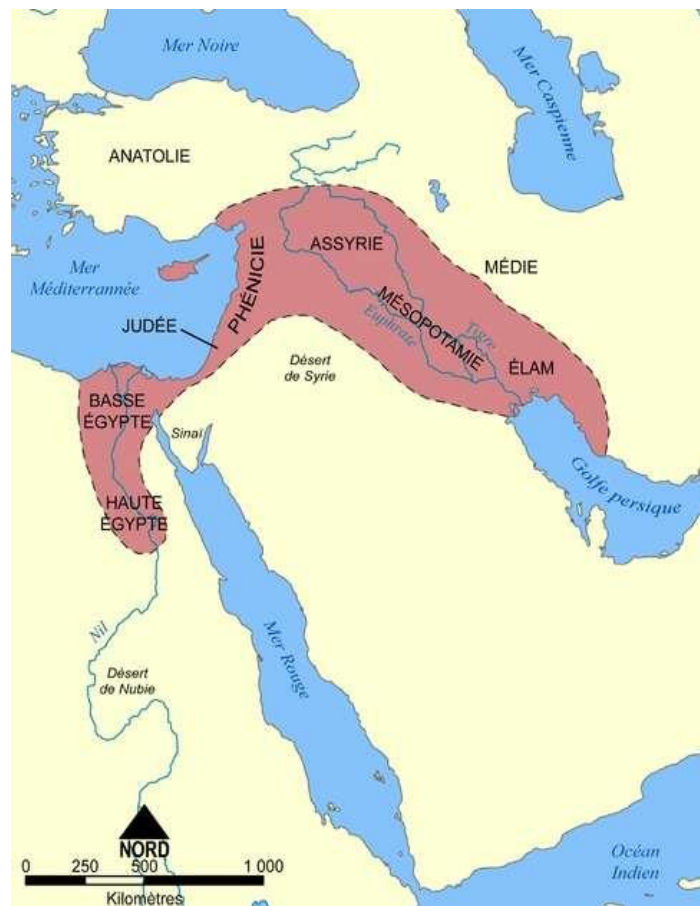 Mer Noire
Mer Caspienne
ANATOLIE
ASSYRIE
PHÉNICIE
MÉDIE
Mer
Méditerrannée
MÉSOPOTAMIE
Euphrate
Tigre
JUDÉE
ÉLAM
Désert
de Syrie
BASSE
ÉGYPTE
Sinaï
Golfe persique
HAUTE
ÉGYPTE
Nil
Mer Rouge
Désert
de Nubie
NORD
0 250 500 1 000
Kilomètres
Océan
Indien